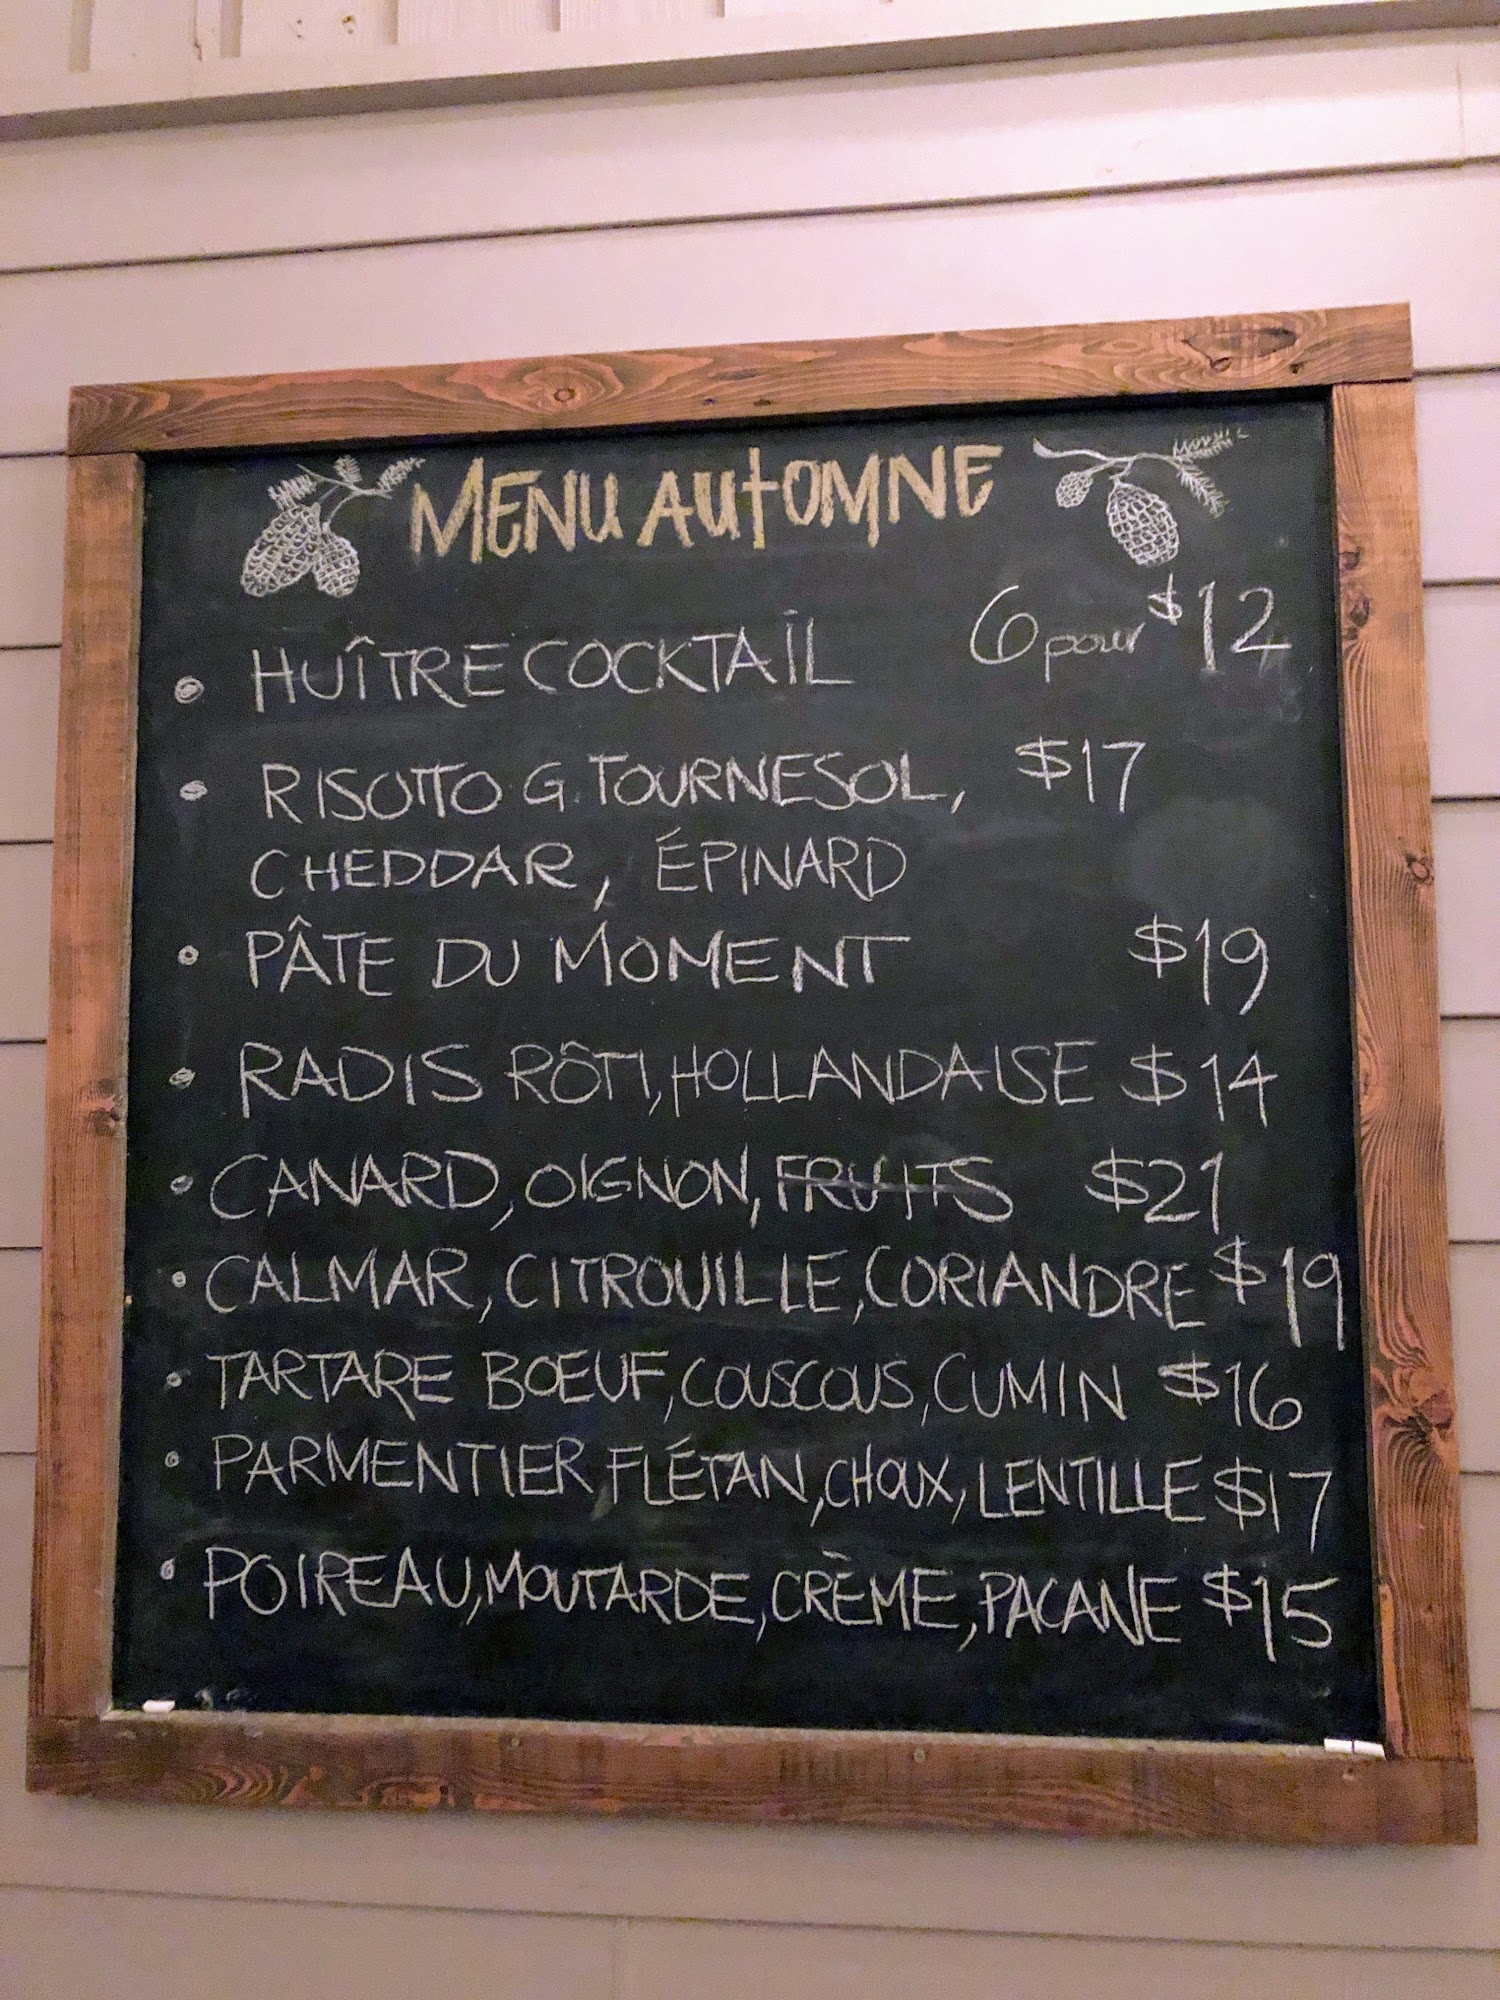 MENU AUTOMNE
HUÎTRE COCKTAIL 6 pour $12
RISOTTO G. TOURNESOL, $17
CHEDDAR, ÉPINARD
PÂTE DU MOMENT $19
RADIS RÔTI, HOLLANDAISE $14
CANARD, OIGNON, FRUITS $21
CALMAR, CITROUILLE, CORIANDRE $19
TARTARE BOEUF, COUSCOUS, CUMIN $16
PARMENTIER FLÉTAN, CHOUX, LENTILLE $17
POIREAU, MOUTARDE, CRÈME, PACANE $15